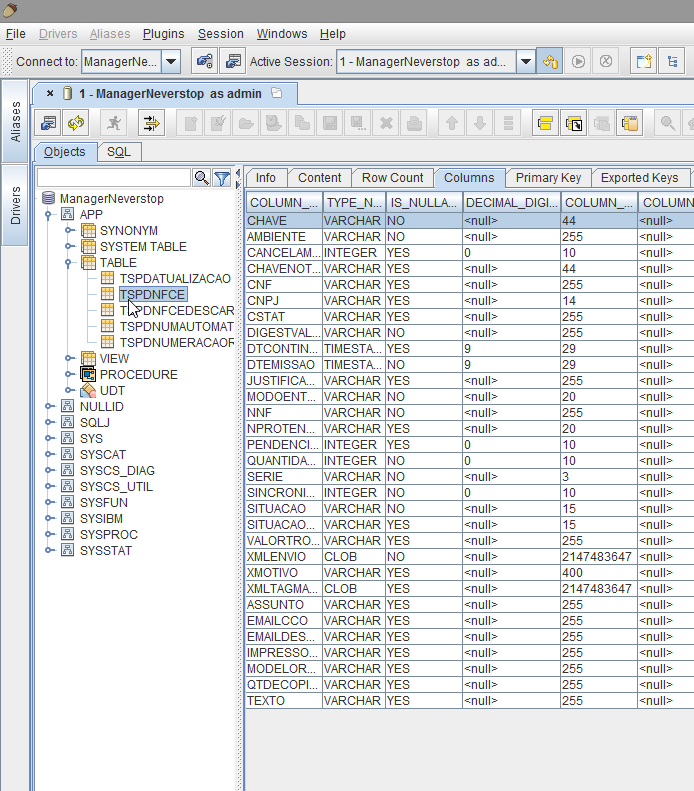 File Drivers Aliases Plugins Session Windows Help
Connect to: ManagerNe... Active Session: 1 - ManagerNeverstop as ad...
Aliases
Drivers
1 - ManagerNeverstop as admin
Objects SQL
ManagerNeverstop
APP
SYNONYM
SYSTEM TABLE
TABLE
TSPDATUALIZACAO
TSPDNFCE
TSPDNFCEDESCAR
TSPDNUMAUTOMAT
TSPDNUMERACAOR
VIEW
PROCEDURE
UDT
NULLID
SQLJ
SYS
SYSCAT
SYSCS_DIAG
SYSCS_UTIL
SYSFUN
SYSIBM
SYSPROC
SYSSTAT
Info Content Row Count Columns Primary Key Exported Keys
COLUMN_... TYPE_N... IS_NULLA... DECIMAL_DIGI... COLUMN_... COLUMN
CHAVE VARCHAR NO <null> 44 <null>
AMBIENTE VARCHAR NO <null> 255 <null>
CANCELAM... INTEGER YES 0 10 <null>
CHAVENOT... VARCHAR YES <null> 44 <null>
CNF VARCHAR YES <null> 255 <null>
CNPJ VARCHAR YES <null> 14 <null>
CSTAT VARCHAR YES <null> 255 <null>
DIGESTVAL... VARCHAR NO <null> 255 <null>
DTCONTIN... TIMESTA... YES 9 29 <null>
DTEMISSAO TIMESTA... NO 9 29 <null>
JUSTIFICA... VARCHAR YES <null> 255 <null>
MODOENT... VARCHAR NO <null> 20 <null>
NNF VARCHAR NO <null> 255 <null>
NPROTEN... VARCHAR YES <null> 20 <null>
PENDENCI... INTEGER YES 0 10 <null>
QUANTIDA... INTEGER NO 0 10 <null>
SERIE VARCHAR NO <null> 3 <null>
SINCRONI... INTEGER NO 0 10 <null>
SITUACAO VARCHAR NO <null> 15 <null>
SITUACAO... VARCHAR YES <null> 15 <null>
VALORTRO... VARCHAR YES <null> 255 <null>
XMLENVIO CLOB NO <null> 2147483647 <null>
XMOTIVO VARCHAR YES <null> 400 <null>
XMLTAGMA... CLOB YES <null> 2147483647 <null>
ASSUNTO VARCHAR YES <null> 255 <null>
EMAILCCO VARCHAR YES <null> 255 <null>
EMAILDES... VARCHAR YES <null> 255 <null>
IMPRESSO... VARCHAR YES <null> 255 <null>
MODELOR... VARCHAR YES <null> 255 <null>
QTDECOPI... VARCHAR YES <null> 255 <null>
TEXTO VARCHAR YES <null> 255 <null>